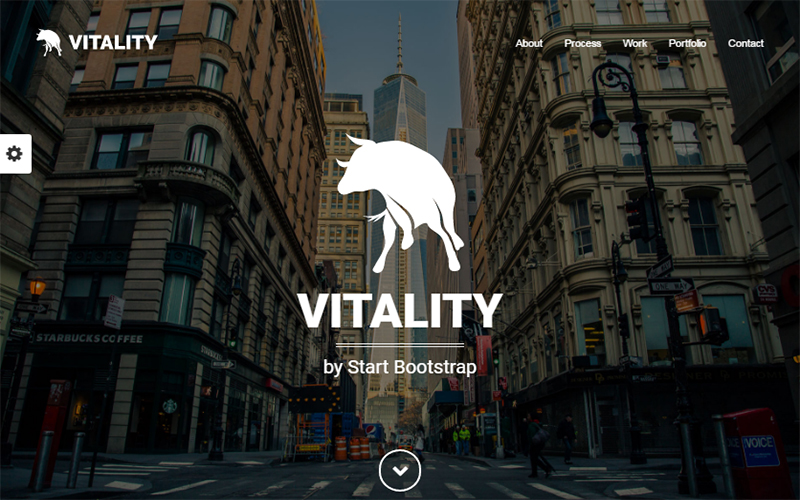 VITALITY
About
Process
Work
Portfolio
Contact
VITALITY
by Start Bootstrap
STARBUCKS COFFEE
ONE WAY
VOICE